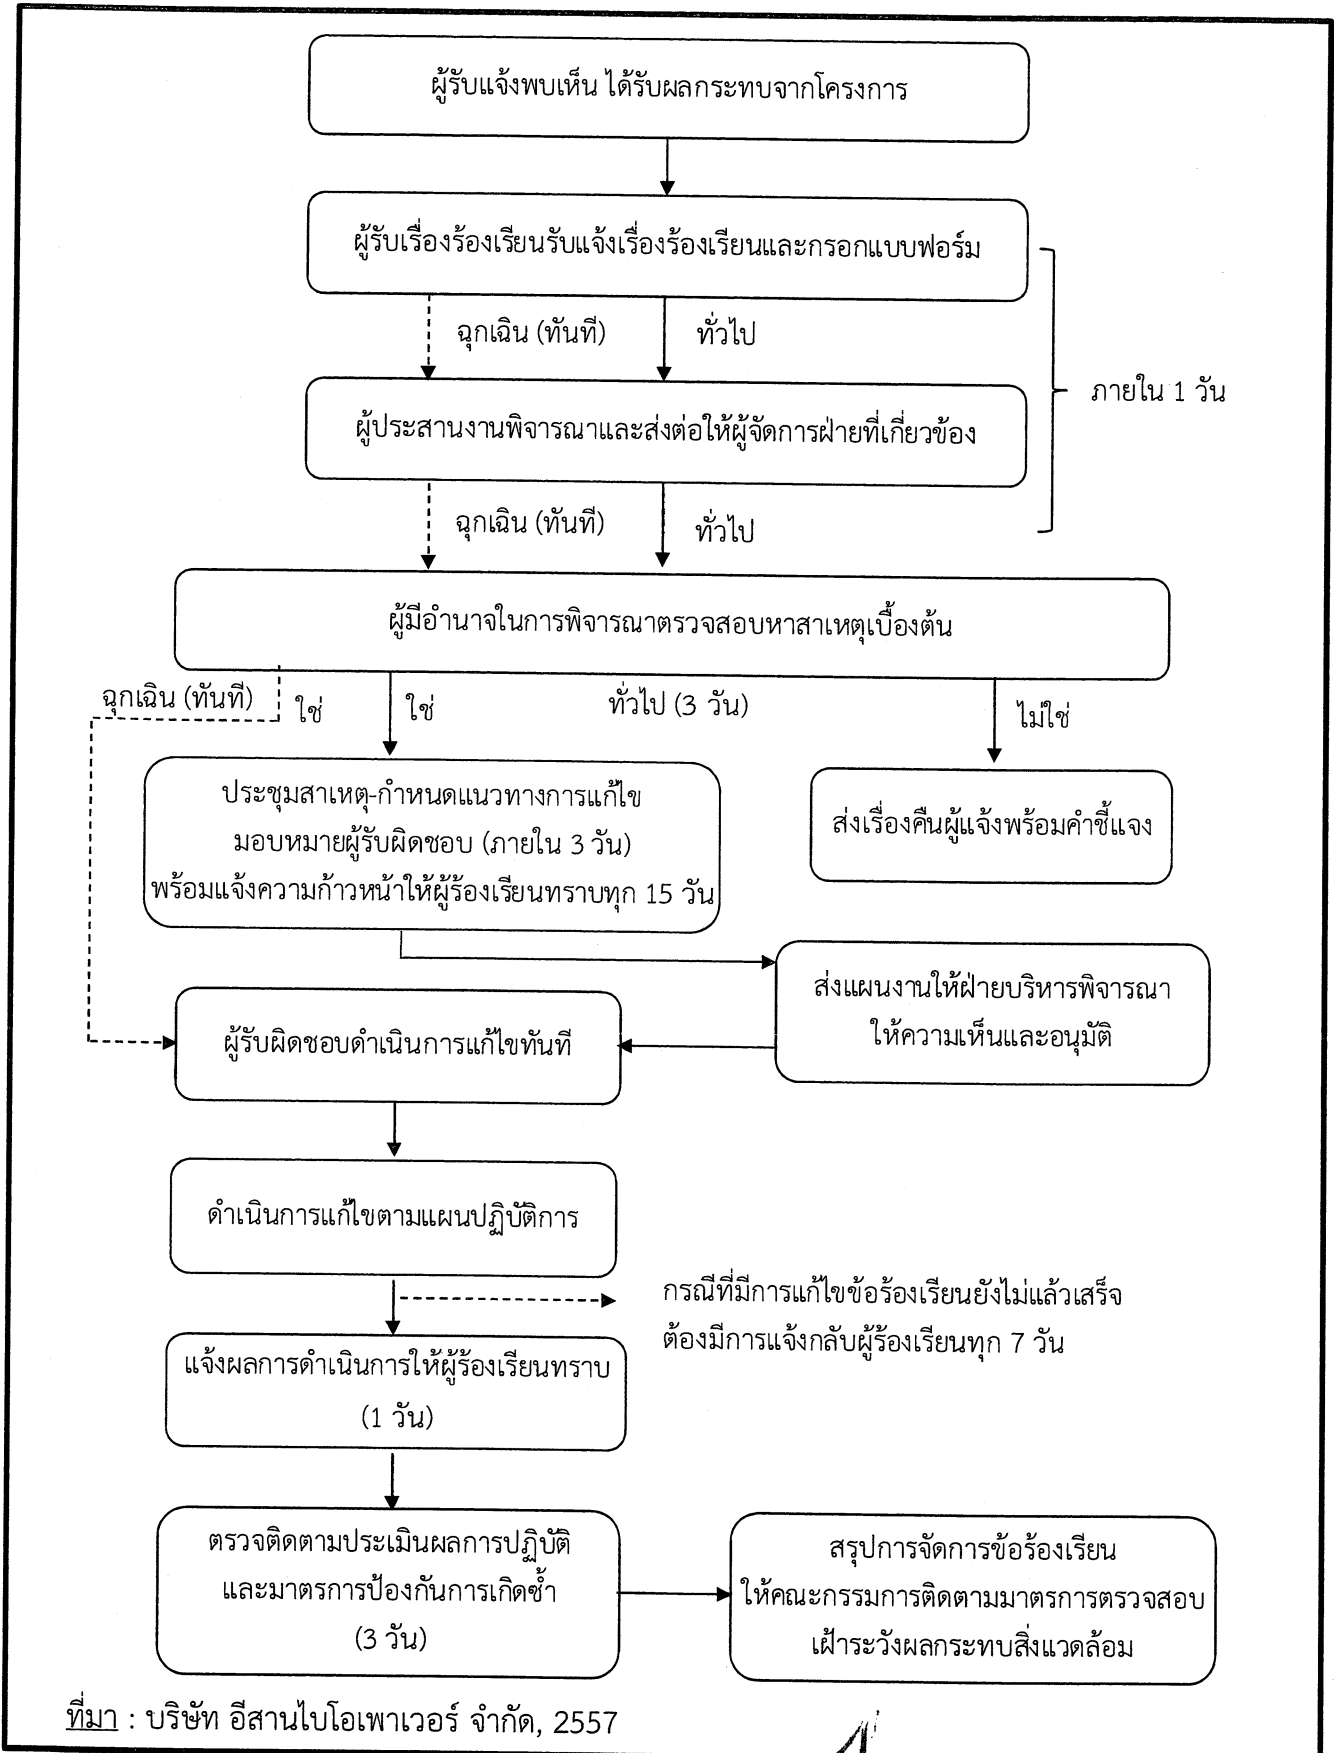 ผู้รับแจ้งพบเห็น ได้รับผลกระทบจากโครงการ
ผู้รับเรื่องร้องเรียนรับแจ้งเรื่องร้องเรียนและกรอกแบบฟอร์ม
ฉุกเฉิน (ทันที)
ทั่วไป
ภายใน 1 วัน
ผู้ประสานงานพิจารณาและส่งต่อให้ผู้จัดการฝ่ายที่เกี่ยวข้อง
ฉุกเฉิน (ทันที)
ทั่วไป
ผู้มีอำนาจในการพิจารณาตรวจสอบหาสาเหตุเบื้องต้น
ฉุกเฉิน (ทันที)
ใช่
ใช่
ทั่วไป (3 วัน)
ไม่ใช่
ประชุมสาเหตุ-กำหนดแนวทางการแก้ไข
มอบหมายผู้รับผิดชอบ (ภายใน 3 วัน)
พร้อมแจ้งความก้าวหน้าให้ผู้ร้องเรียนทราบทุก 15 วัน
ส่งเรื่องคืนผู้แจ้งพร้อมคำชี้แจง
ส่งแผนงานให้ฝ่ายบริหารพิจารณา
ให้ความเห็นและอนุมัติ
ผู้รับผิดชอบดำเนินการแก้ไขทันที
ดำเนินการแก้ไขตามแผนปฏิบัติการ
กรณีที่มีการแก้ไขข้อร้องเรียนยังไม่แล้วเสร็จ
ต้องมีการแจ้งกลับผู้ร้องเรียนทุก 7 วัน
แจ้งผลการดำเนินการให้ผู้ร้องเรียนทราบ
(1 วัน)
ตรวจติดตามประเมินผลการปฏิบัติ
และมาตรการป้องกันการเกิดซ้ำ
(3 วัน)
สรุปการจัดการข้อร้องเรียน
ให้คณะกรรมการติดตามมาตรการตรวจสอบ
เฝ้าระวังผลกระทบสิ่งแวดล้อม
ที่มา : บริษัท อีสานไบโอเพาเวอร์ จำกัด, 2557